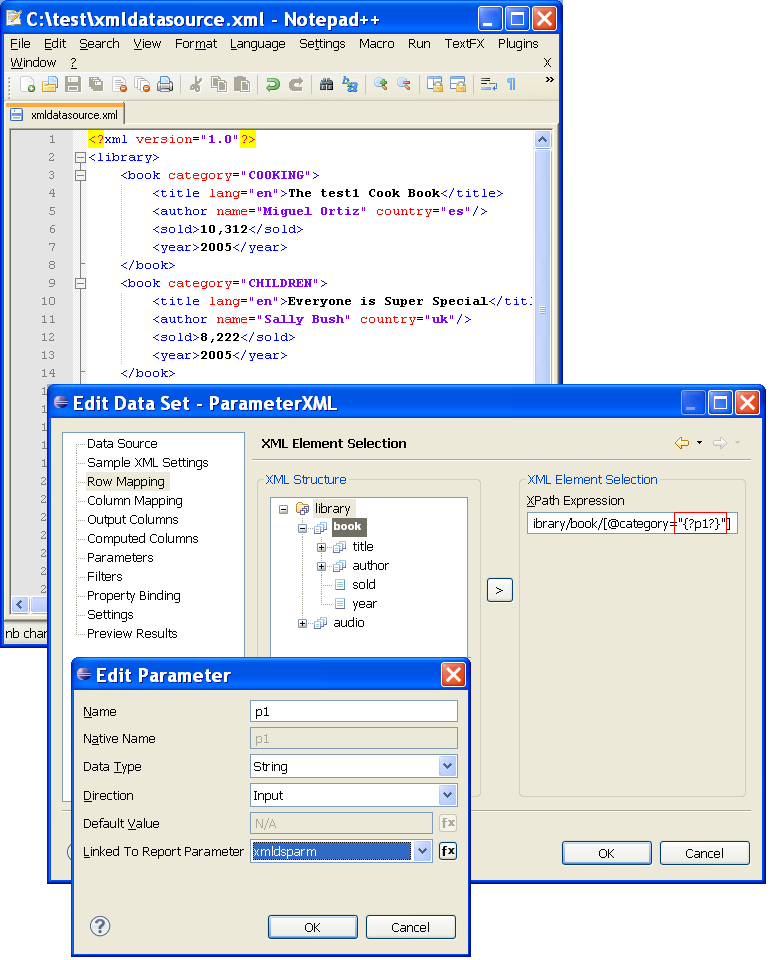 C:\test\xmldatasource.xml - Notepad++
File Edit Search View Format Language Settings Macro Run TextFX Plugins
Window ? X
xmldatasource.xml
1 <?xml version="1.0"?>
2 <library>
3 <book category="COOKING">
4 <title lang="en">The test1 Cook Book</title>
5 <author name="Miguel Ortiz" country="es"/>
6 <sold>10,312</sold>
7 <year>2005</year>
8 </book>
9 <book category="CHILDREN">
10 <title lang="en">Everyone is Super Special</titl
11 <author name="Sally Bush" country="uk"/>
12 <sold>8,222</sold>
13 <year>2005</year>
14 </book>
nb char
Edit Data Set - ParameterXML
Data Source
Sample XML Settings
Row Mapping
Column Mapping
Output Columns
Computed Columns
Parameters
Filters
Property Binding
Settings
Preview Results
XML Element Selection
XML Structure
library
book
title
author
sold
year
audio
>
XML Element Selection
XPath Expression
ibrary/book/[@category="{?p1?}"]
OK Cancel
Edit Parameter
Name p1
Native Name p1
Data Type String
Direction Input
Default Value N/A fx
Linked To Report Parameter xmldsparm fx
? OK Cancel